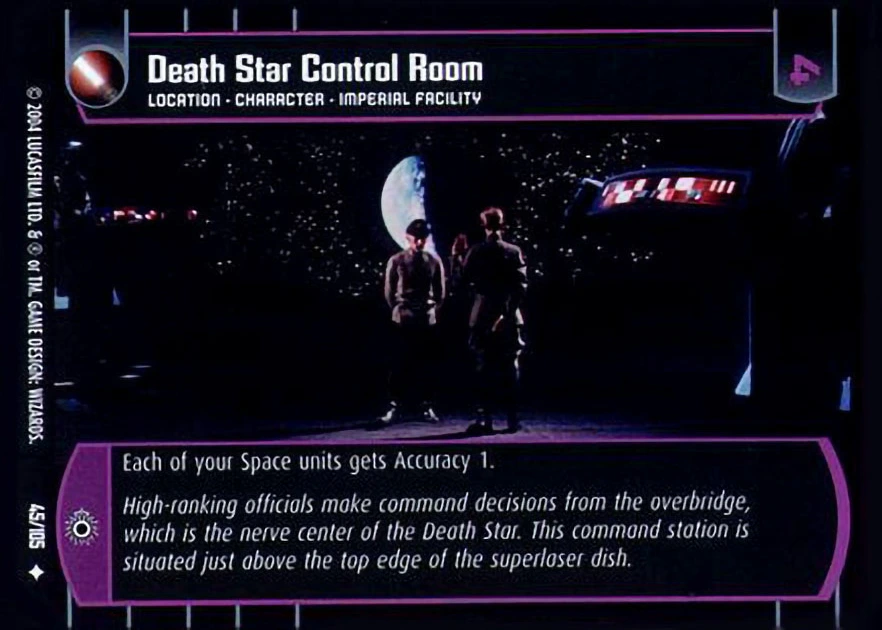 Death Star Control Room
LOCATION • CHARACTER • IMPERIAL FACILITY
4
Each of your Space units gets Accuracy 1.
High-ranking officials make command decisions from the overbridge,
which is the nerve center of the Death Star. This command station is
situated just above the top edge of the superlaser dish.
© 2004 LUCASFILM LTD. & ® or TM. GAME DESIGN: WIZARDS.
45/105